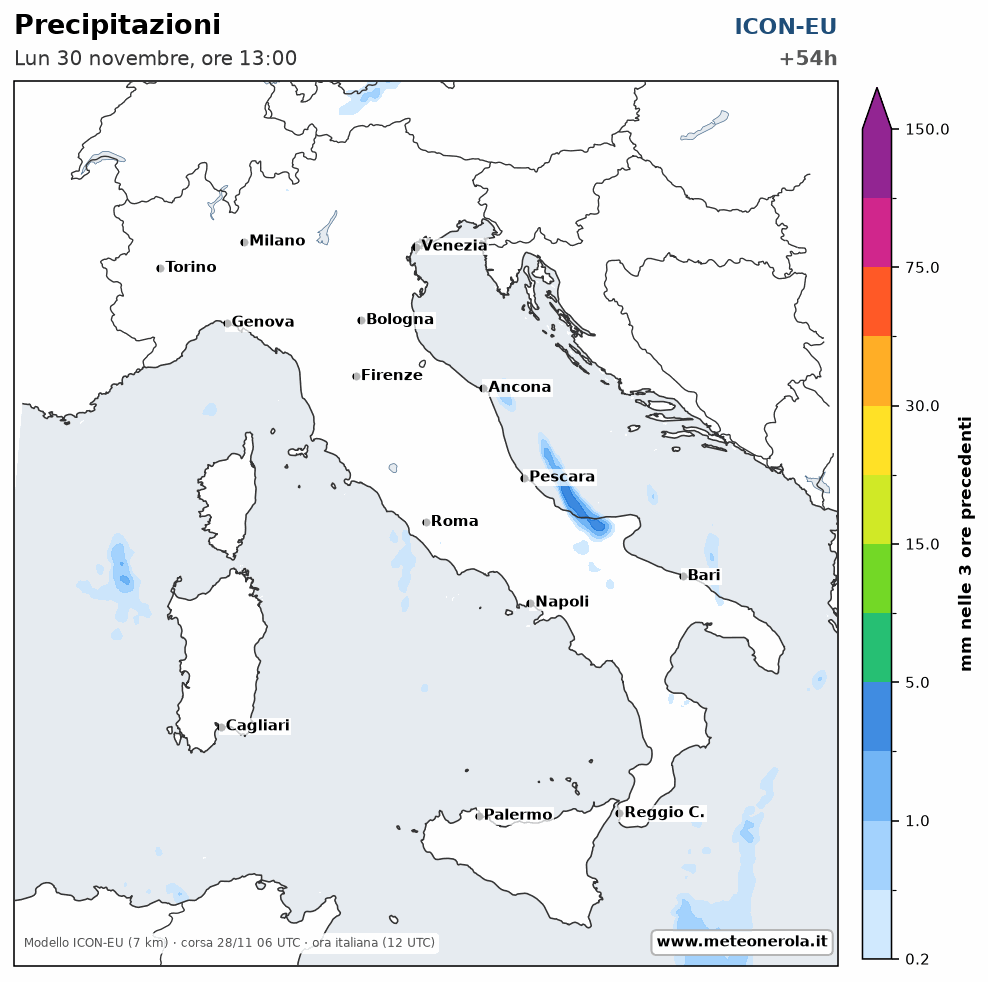 Precipitazioni
ICON-EU
Lun 30 novembre, ore 13:00
+54h
150.0
75.0
30.0
15.0
5.0
1.0
0.2
mm nelle 3 ore precedenti
Milano
Venezia
Torino
Genova
Bologna
Firenze
Ancona
Pescara
Roma
Bari
Napoli
Cagliari
Palermo
Reggio C.
Modello ICON-EU (7 km) · corsa 28/11 06 UTC · ora italiana (12 UTC)
www.meteonerola.it